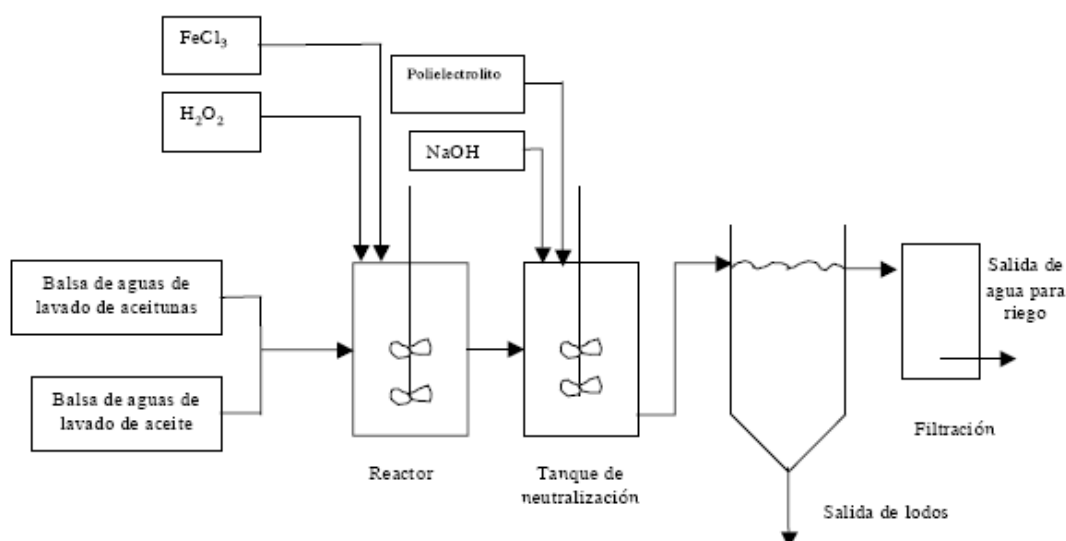 FeCl₃
H₂O₂
Polielectrolito
NaOH
Balsa de aguas de
lavado de aceitunas
Balsa de aguas de
lavado de aceite
Reactor
Tanque de
neutralización
Salida de
agua para
riego
Filtración
Salida de lodos